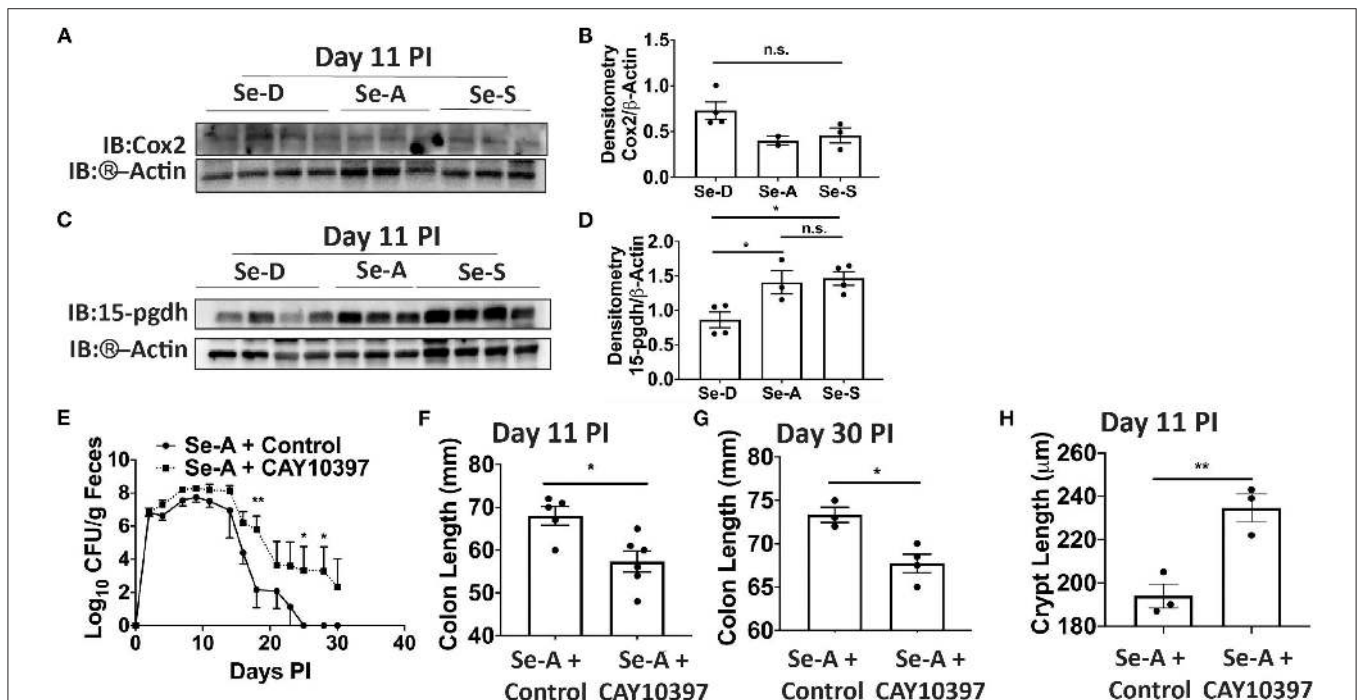 A
Day 11 PI
Se-D Se-A Se-S
IB:Cox2
IB:®–Actin
B
Densitometry
Cox2/β-Actin
1.5
1.0
0.5
0.0
n.s.
Se-D Se-A Se-S
C
Day 11 PI
Se-D Se-A Se-S
IB:15-pgdh
IB:®–Actin
D
Densitometry
15-pgdh/β-Actin
2.0
1.5
1.0
0.5
0.0
*
*
n.s.
Se-D Se-A Se-S
E
Se-A + Control
Se-A + CAY10397
Log10 CFU/g Feces
10
8
6
4
2
0
** * *
0 10 20 30 40
Days PI
F
Day 11 PI
Colon Length (mm)
80
70
60
50
40
*
Se-A + Se-A +
Control CAY10397
G
Day 30 PI
Colon Length (mm)
80
75
70
65
60
*
Se-A + Se-A +
Control CAY10397
H
Day 11 PI
Crypt Length (μm)
260
240
220
200
180
**
Se-A + Se-A +
Control CAY10397